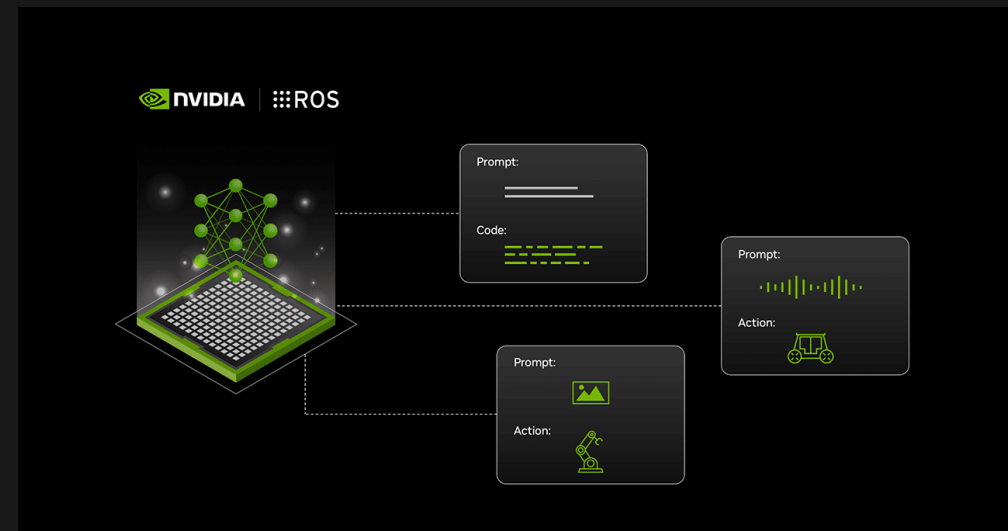 NVIDIA ROS
Prompt:
Code:
Prompt:
Action:
Prompt:
Action: